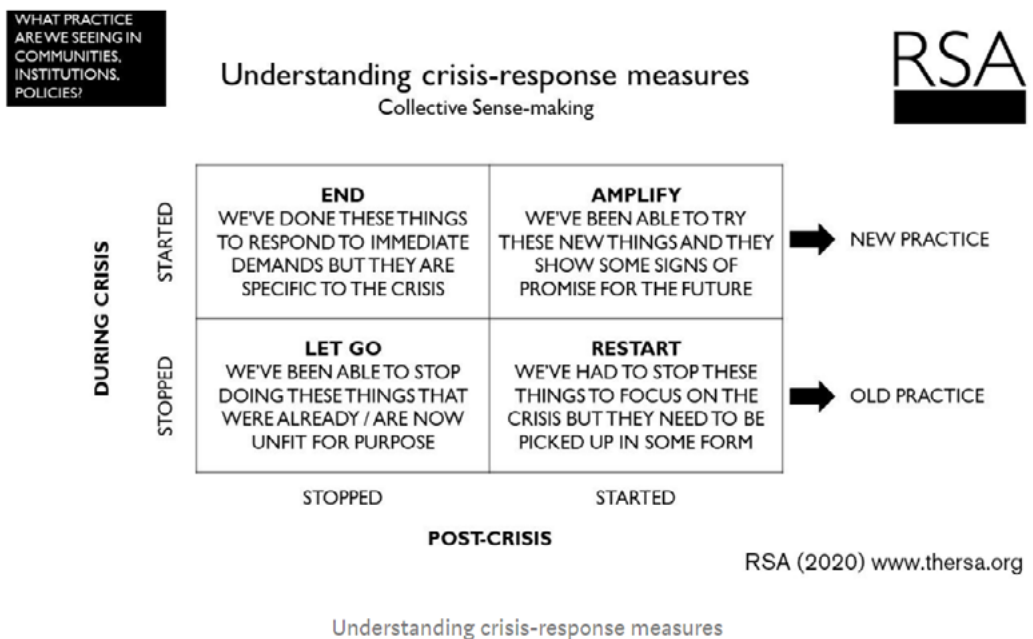 WHAT PRACTICE
ARE WE SEEING IN
COMMUNITIES,
INSTITUTIONS,
POLICIES?
RSA
Understanding crisis-response measures
Collective Sense-making
DURING CRISIS
STARTED
END
WE'VE DONE THESE THINGS
TO RESPOND TO IMMEDIATE
DEMANDS BUT THEY ARE
SPECIFIC TO THE CRISIS
AMPLIFY
WE'VE BEEN ABLE TO TRY
THESE NEW THINGS AND THEY
SHOW SOME SIGNS OF
PROMISE FOR THE FUTURE
NEW PRACTICE
STOPPED
LET GO
WE'VE BEEN ABLE TO STOP
DOING THESE THINGS THAT
WERE ALREADY / ARE NOW
UNFIT FOR PURPOSE
RESTART
WE'VE HAD TO STOP THESE
THINGS TO FOCUS ON THE
CRISIS BUT THEY NEED TO BE
PICKED UP IN SOME FORM
OLD PRACTICE
STOPPED
STARTED
POST-CRISIS
RSA (2020) www.thersa.org
Understanding crisis-response measures